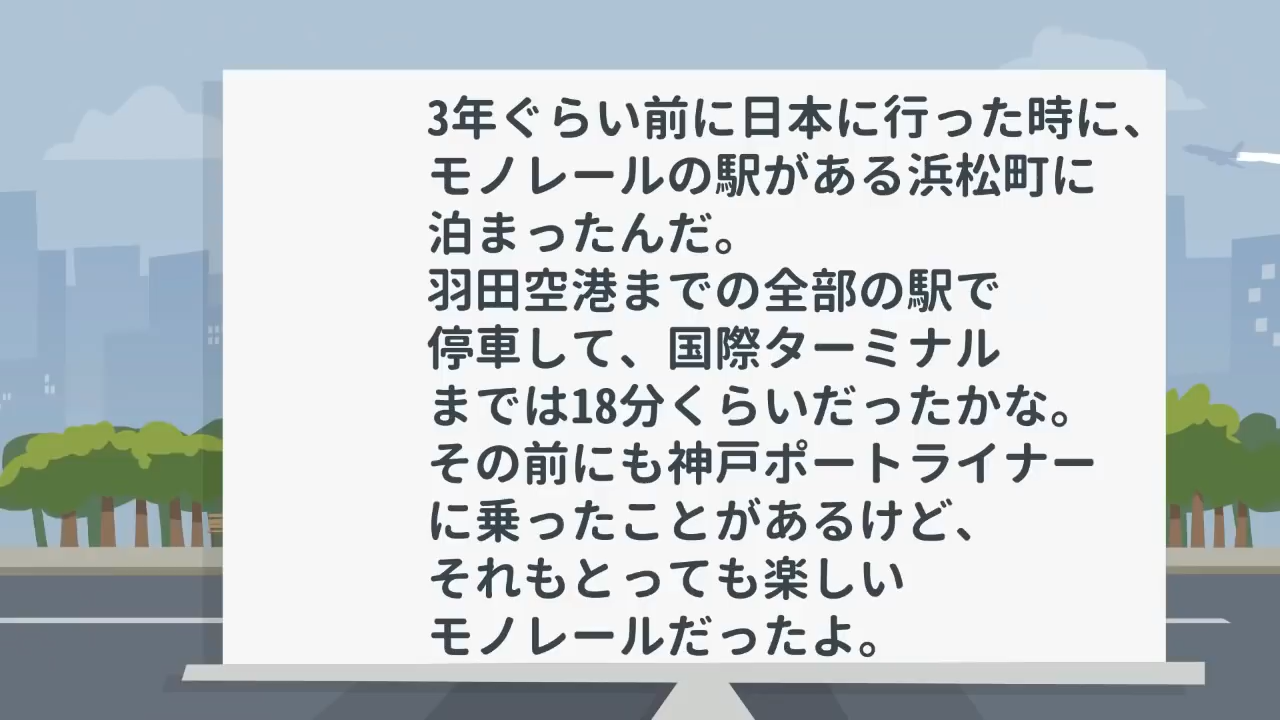 3年ぐらい前に日本に行った時に、
モノレールの駅がある浜松町に
泊まったんだ。
羽田空港までの全部の駅で
停車して、国際ターミナル
までは18分くらいだったかな。
その前にも神戸ポートライナー
に乗ったことがあるけど、
それもとっても楽しい
モノレールだったよ。